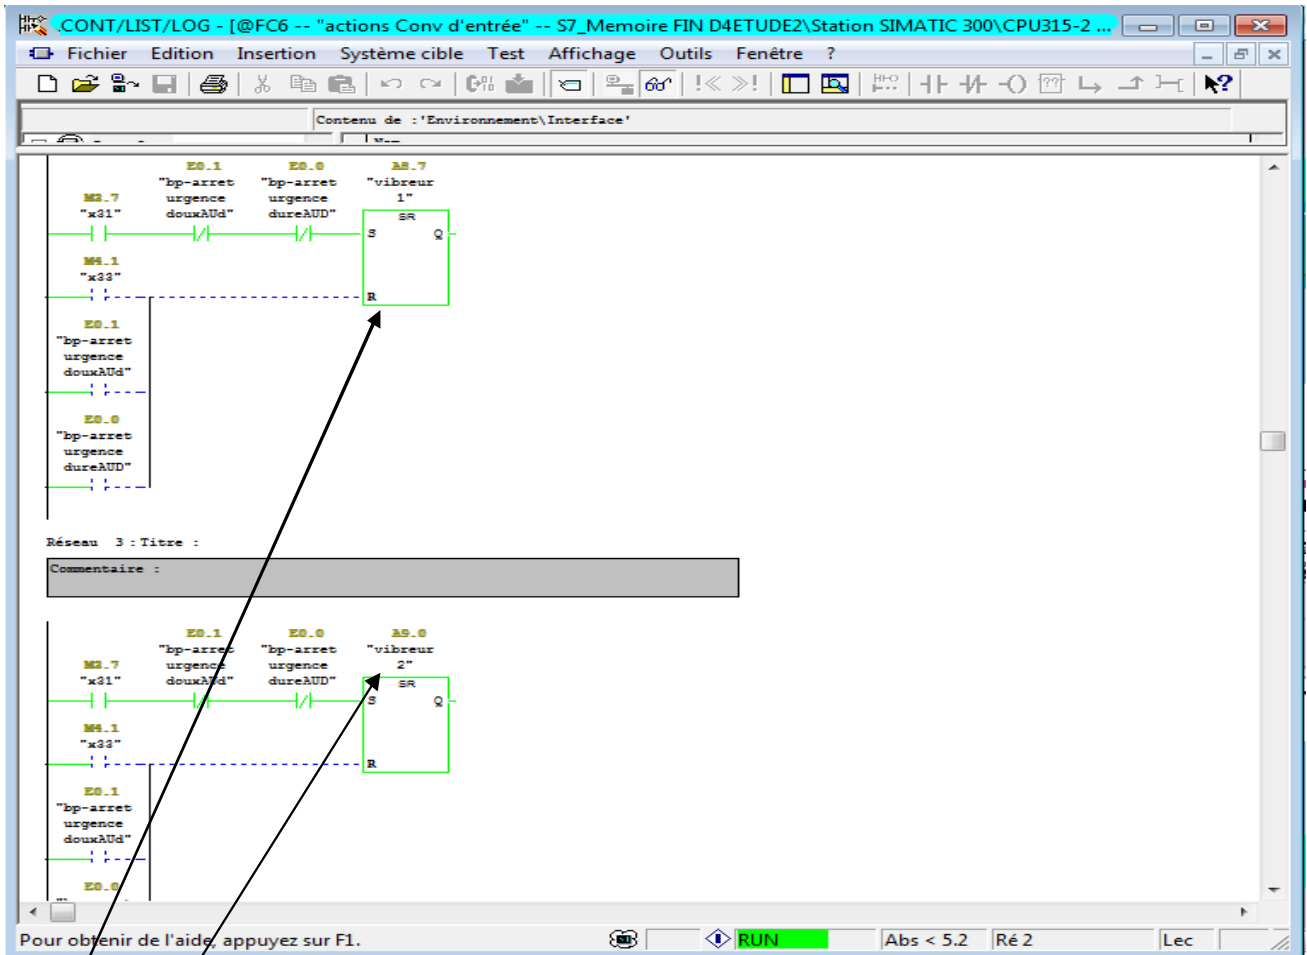 CONT/LIST/LOG - [@FC6 -- "actions Conv d'entrée" -- S7_Memoire FIN D4ETUDE2\Station SIMATIC 300\CPU315-2 ...
Fichier Edition Insertion Système cible Test Affichage Outils Fenêtre ?
Contenu de :'Environnement\Interface'
E0.1 E0.0 A8.7
"bp-arret "bp-arret "vibreur
M3.7 urgence urgence 1"
"x31" douxAUd" dureAUD" SR
S Q
M4.1
"x33"
R
E0.1
"bp-arret
urgence
douxAUd"
E0.0
"bp-arret
urgence
dureAUD"
Réseau 3 : Titre :
Commentaire :
E0.1 E0.0 A9.0
"bp-arret "bp-arret "vibreur
M3.7 urgence urgence 2"
"x31" douxAUd" dureAUD" SR
S Q
M4.1
"x33"
R
E0.1
"bp-arret
urgence
douxAUd"
E0.0
Pour obtenir de l'aide, appuyez sur F1. RUN Abs < 5.2 Ré 2 Lec